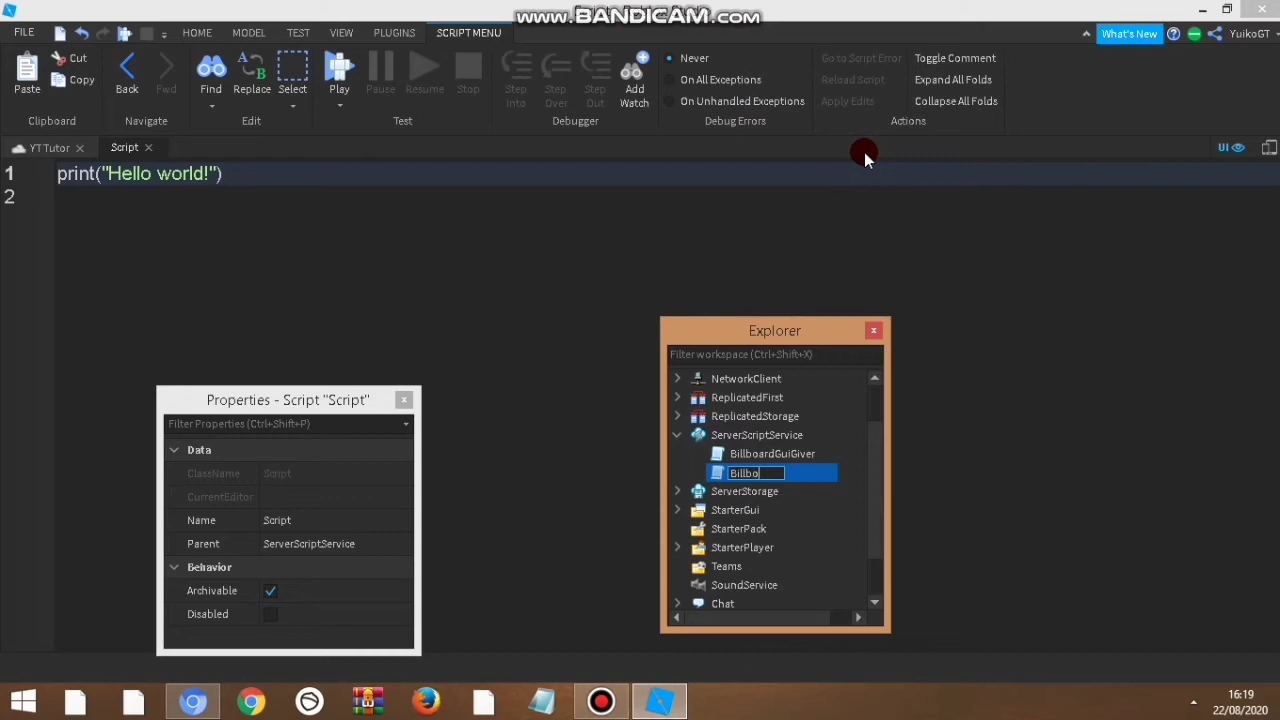 www.BANDICAM.com
FILE HOME MODEL TEST VIEW PLUGINS SCRIPT MENU What's New YuikoGT
Paste Cut Copy Back Fwd Find Replace Select Play Pause Resume Stop Step Into Step Over Step Out Add Watch Never On All Exceptions On Unhandled Exceptions Go to Script Error Reload Script Apply Edits Toggle Comment Expand All Folds Collapse All Folds
Clipboard Navigate Edit Test Debugger Debug Errors Actions
YT Tutor Script UI
1 print("Hello world!")
2
Explorer
Filter workspace (Ctrl+Shift+X)
NetworkClient
ReplicatedFirst
ReplicatedStorage
ServerScriptService
BillboardGuiGiver
Billbo
ServerStorage
StarterGui
StarterPack
StarterPlayer
Teams
SoundService
Chat
Properties - Script "Script"
Filter Properties (Ctrl+Shift+P)
Data
ClassName Script
CurrentEditor
Name Script
Parent ServerScriptService
Behavior
Archivable
Disabled
16:19
22/08/2020